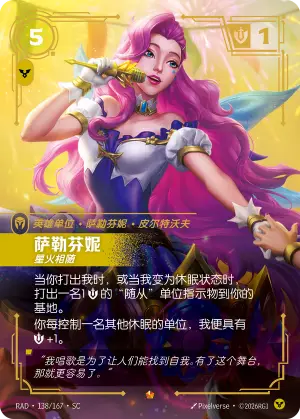 5
1
英雄单位・萨勒芬妮・皮尔特沃夫
萨勒芬妮
星火相随
当你打出我时，或当我变为休眠状态时，
打出一名1的“随从”单位指示物到你的
基地。
你每控制一名其他休眠的单位，我便具有
+1。
“我唱歌是为了让人们能找到自我。有了这个舞台，
那就更容易了。”
RAD・138/167・SC
Pixelverse・©2026RG1